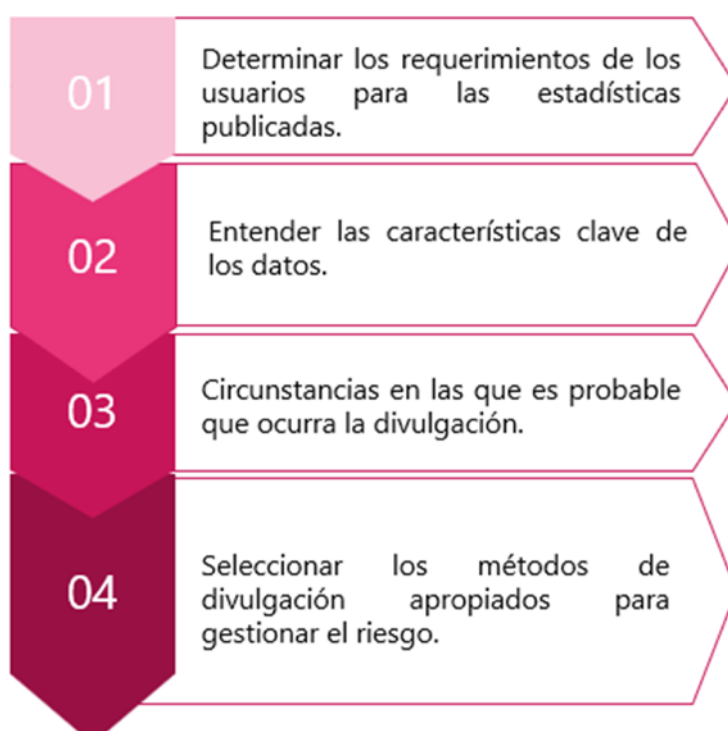 01
Determinar los requerimientos de los
usuarios para las estadísticas
publicadas.
02
Entender las características clave de
los datos.
03
Circunstancias en las que es probable
que ocurra la divulgación.
04
Seleccionar los métodos de
divulgación apropiados para
gestionar el riesgo.